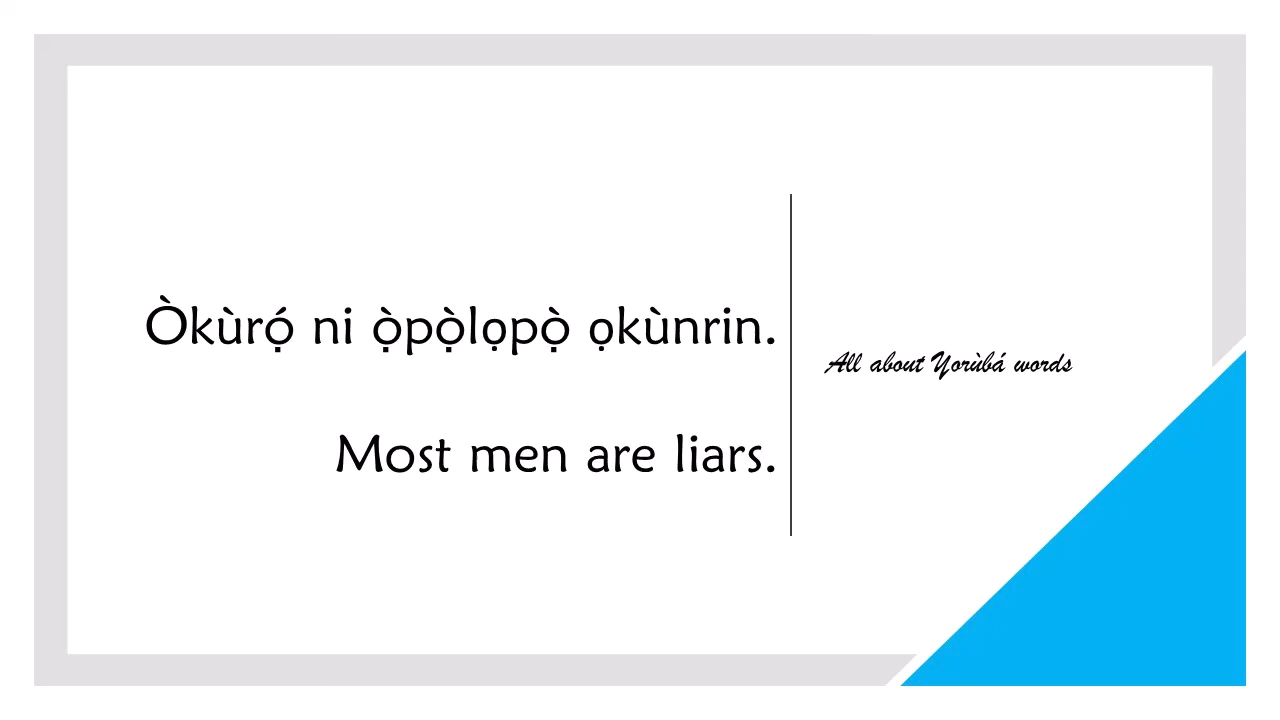 Òkùrọ́ ni ọ̀pọ̀lọpọ̀ ọkùnrin.
Most men are liars.
All about Yorùbá words